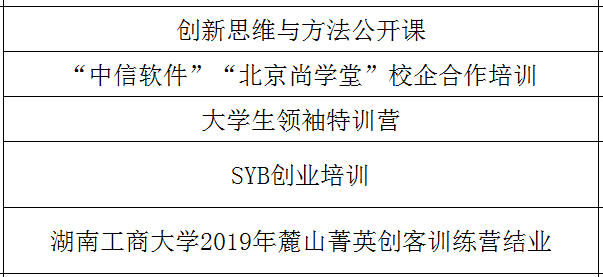 创新思维与方法公开课
“中信软件”“北京尚学堂”校企合作培训
大学生领袖特训营
SYB创业培训
湖南工商大学2019年麓山菁英创客训练营结业